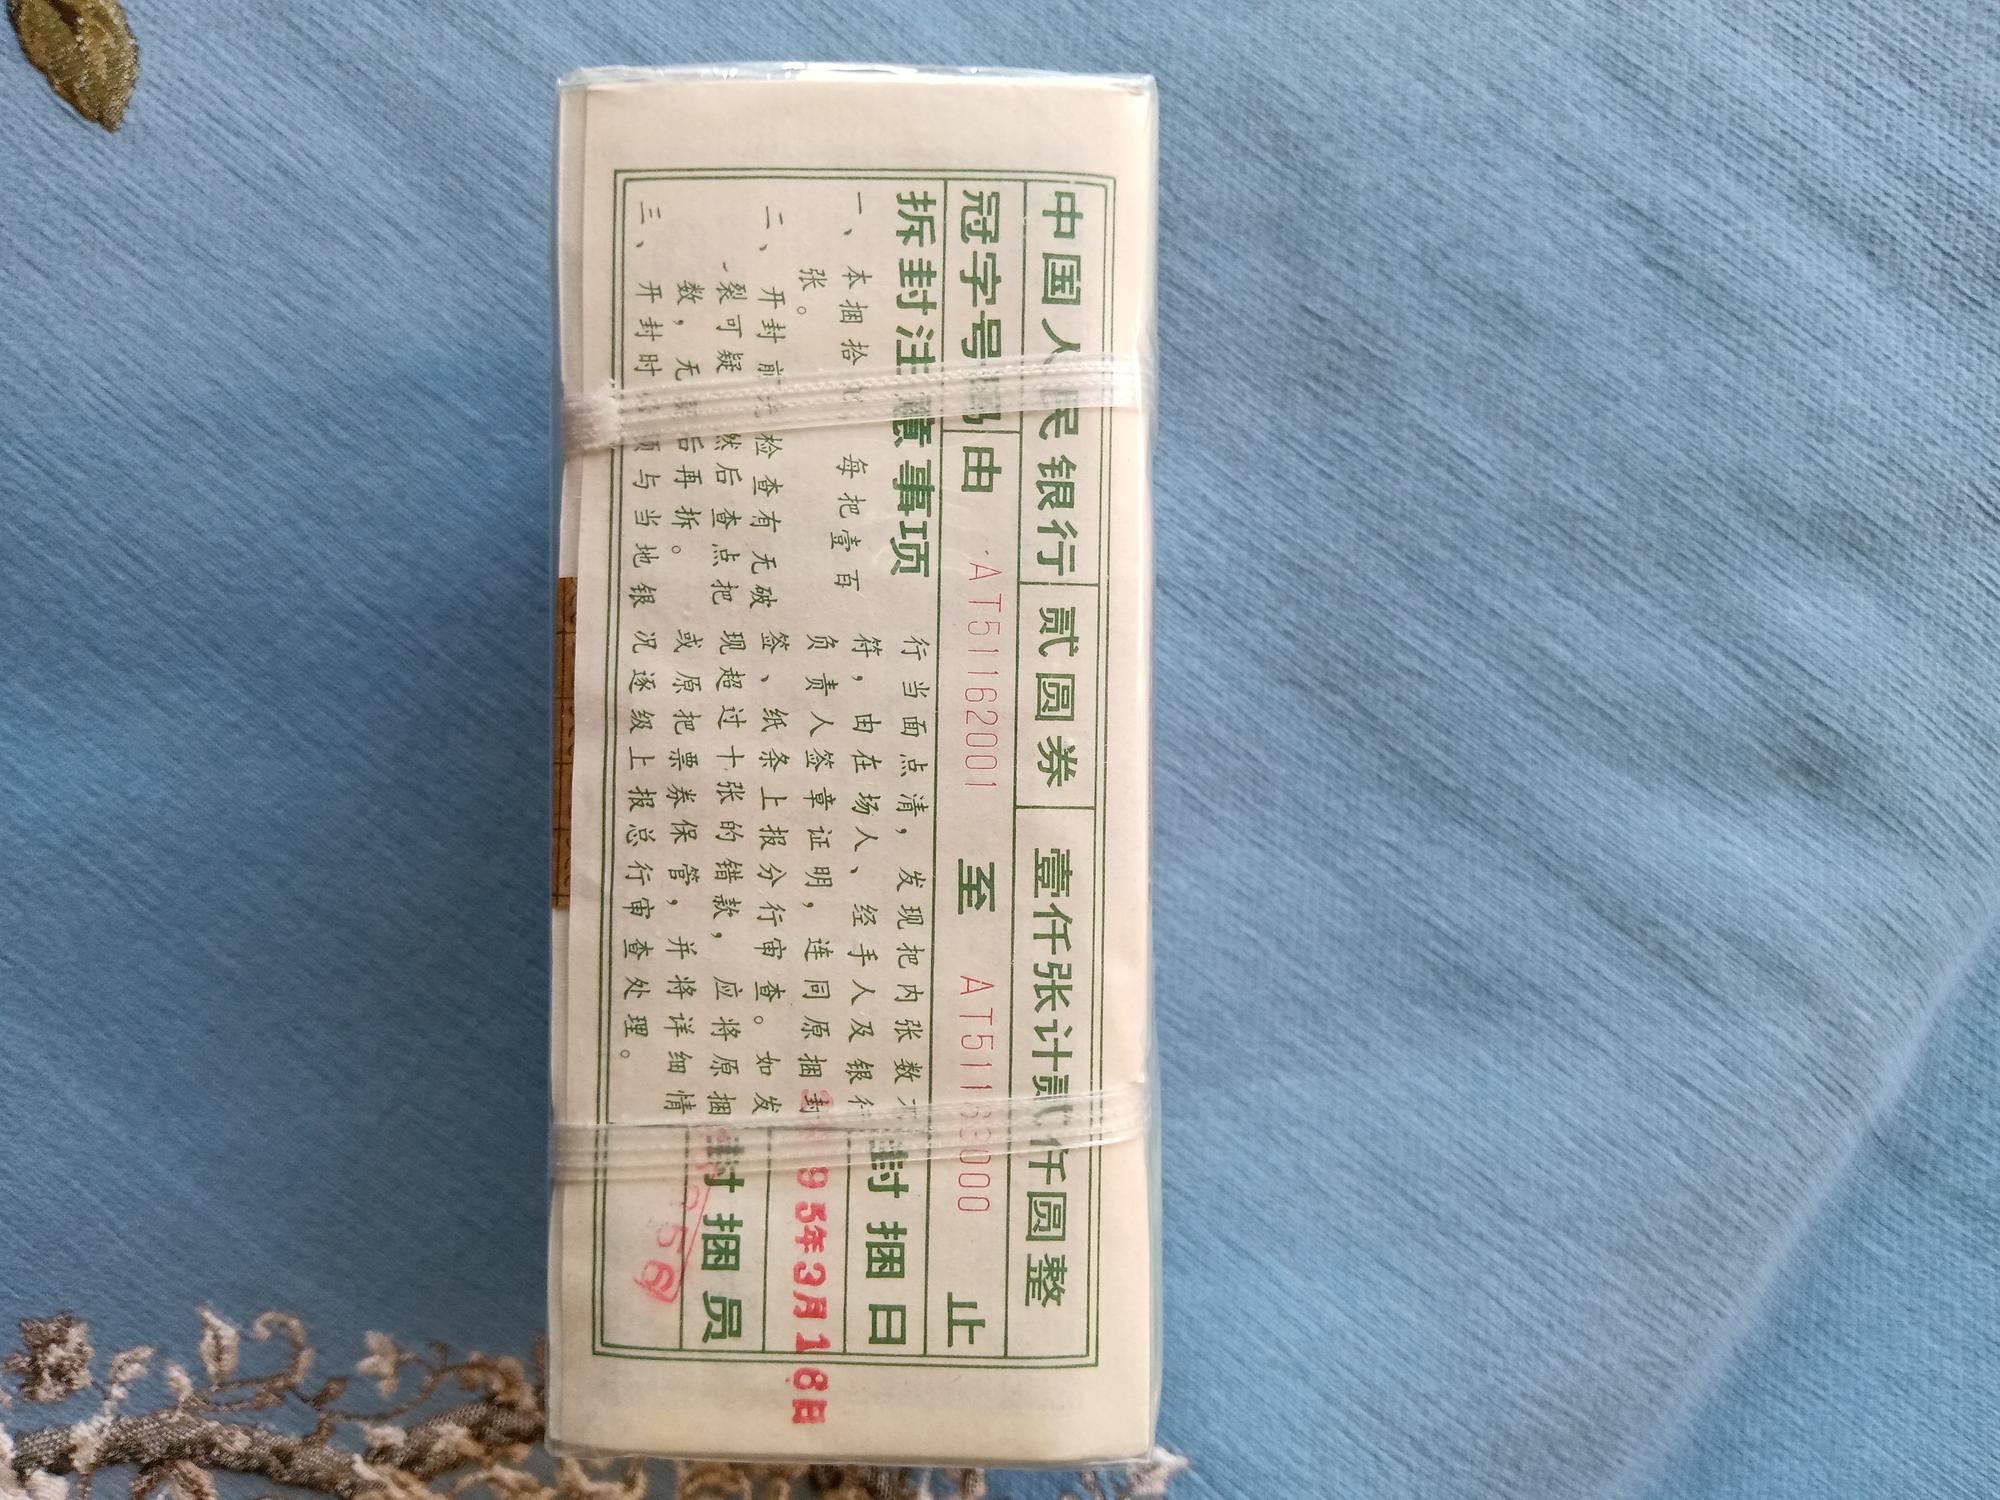 中国人民银行 贰圆券 壹仟张计贰仟圆整
冠字号码 由 AT51162001 至 AT51163000 止
拆封注意事项
一、本捆拾把，每把壹百
张。
二、开封前先检查有无破
裂可疑，然后查点把
数，无误后再拆。
三、开封时必须与当地银
行当面点清，发现把内张数不
符，由在场人、经手人及银行
负责人签章证明，连同原捆封
签、纸条上报分行审查。如发
现超过十张的错款，应将原捆
或原把票券保管，并将详细情
况逐级上报总行审查处理。
封捆日
95年3月18日
封捆员